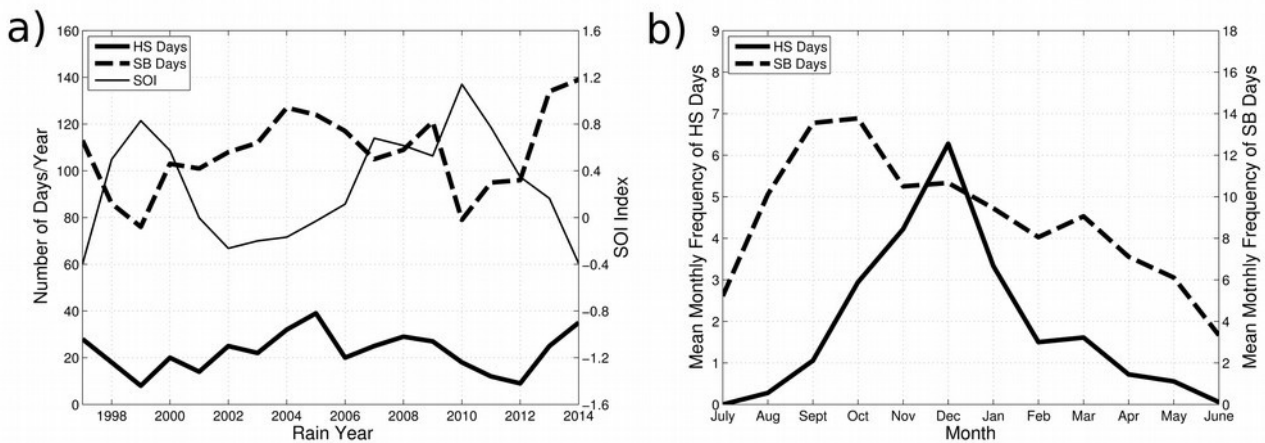 a)
160
140
120
100
80
60
40
20
0
Number of Days/Year
HS Days
SB Days
SOI
1.6
1.2
0.8
0.4
0
−0.4
−0.8
−1.2
−1.6
SOI Index
1998 2000 2002 2004 2006 2008 2010 2012 2014
Rain Year
b)
9
8
7
6
5
4
3
2
1
0
Mean Monthly Frequency of HS Days
HS Days
SB Days
18
16
14
12
10
8
6
4
2
0
Mean Motnhly Frequency of SB Days
July Aug Sept Oct Nov Dec Jan Feb Mar Apr May June
Month